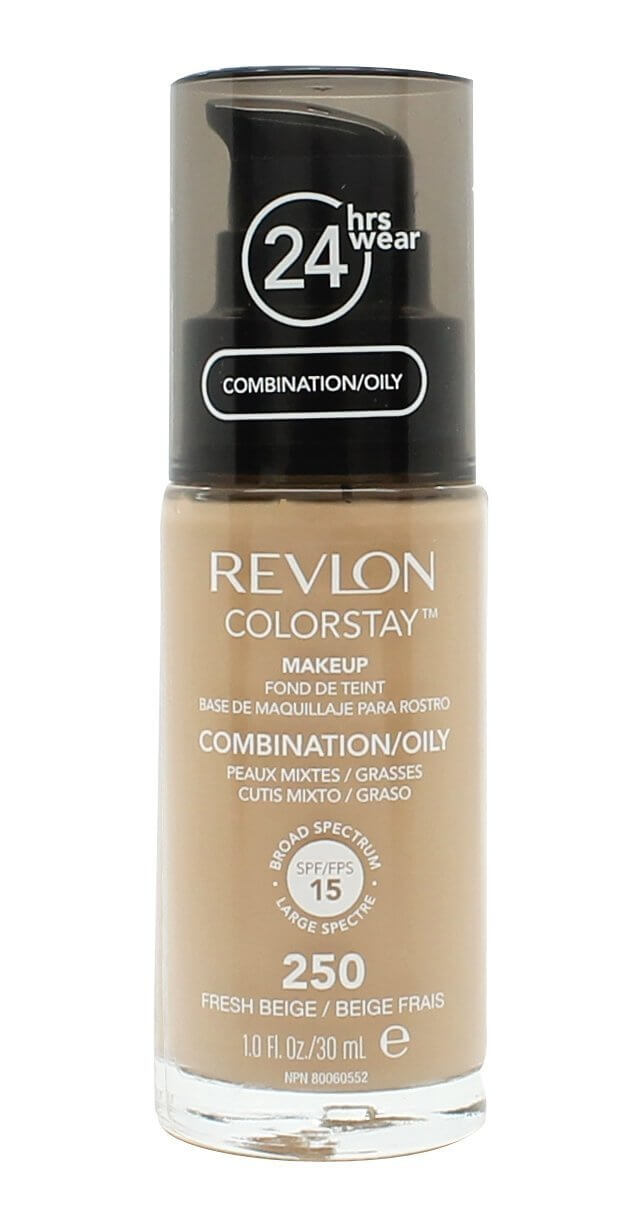 24 hrs wear
COMBINATION/OILY
REVLON
COLORSTAY™
MAKEUP
FOND DE TEINT
BASE DE MAQUILLAJE PARA ROSTRO
COMBINATION/OILY
PEAUX MIXTES / GRASSES
CUTIS MIXTO / GRASO
BROAD SPECTRUM
SPF/FPS
15
LARGE SPECTRE
250
FRESH BEIGE / BEIGE FRAIS
1.0 Fl. Oz./30 mL ℮
NPN 80060552